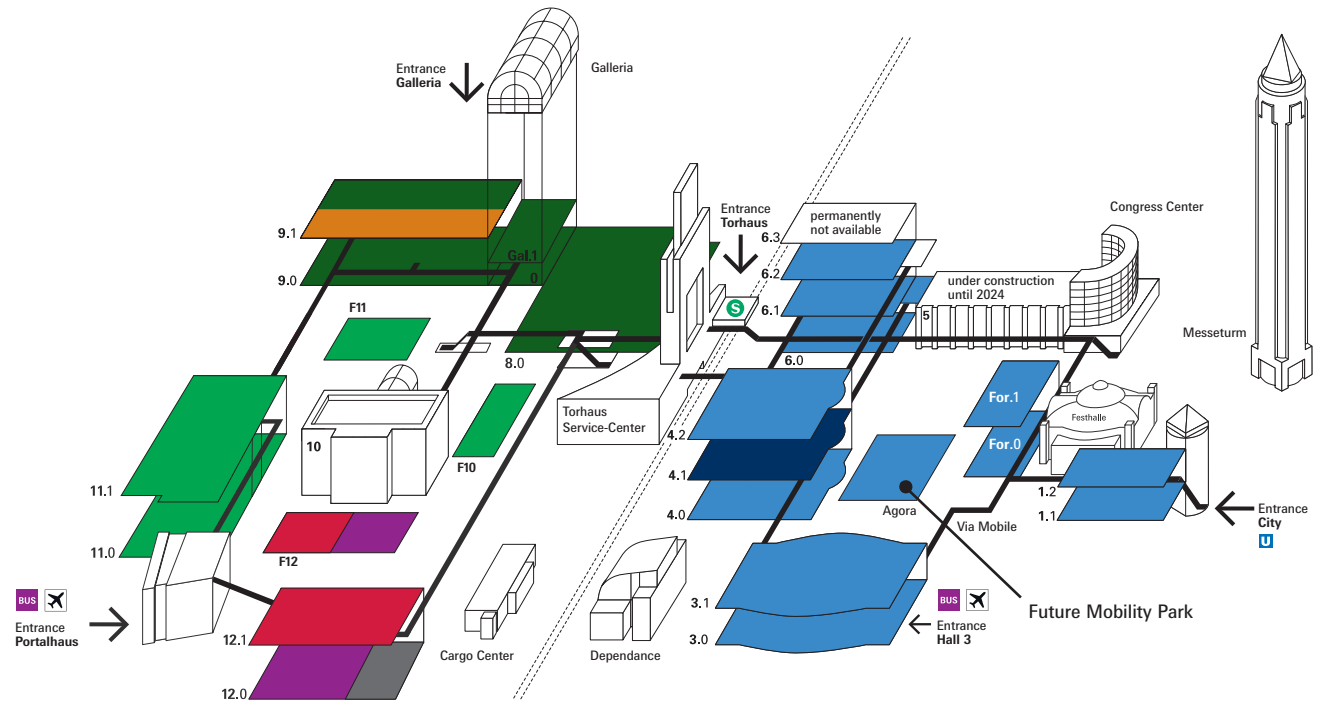 Entrance
Galleria
Galleria
Entrance
Torhaus
permanently
not available
6.3
Congress Center
9.1
9.0
Gal.1
0
6.2
6.1
6.0
under construction
until 2024
5
S
F11
8.0
Messeturm
For.1
For.0
Festhalle
Torhaus
Service-Center
4.2
4.1
4.0
10
F10
11.1
11.0
Agora
Via Mobile
1.2
1.1
Entrance
City
U
F12
BUS
Entrance
Portalhaus
12.1
12.0
Cargo Center
Dependance
3.1
3.0
BUS
Entrance
Hall 3
Future Mobility Park